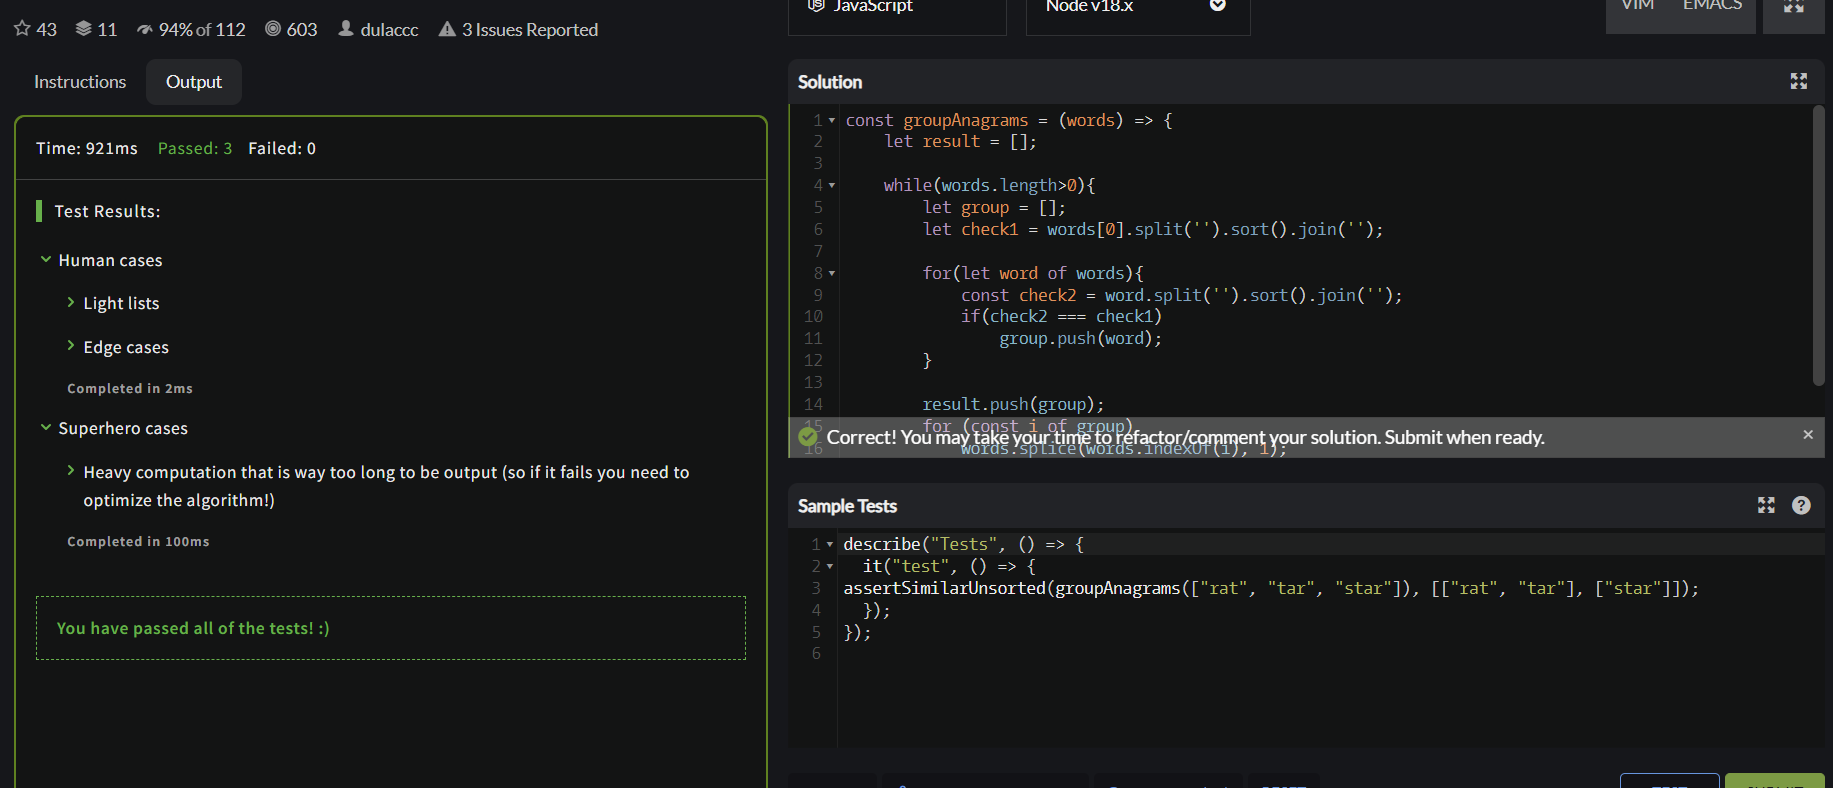 43 11 94% of 112 603 dulaccc 3 Issues Reported
JavaScript
Node v18.x
VIM EMACS
Instructions Output
Time: 921ms Passed: 3 Failed: 0
Test Results:
Human cases
Light lists
Edge cases
Completed in 2ms
Superhero cases
Heavy computation that is way too long to be output (so if it fails you need to
optimize the algorithm!)
Completed in 100ms
You have passed all of the tests! :)
Solution
1 const groupAnagrams = (words) => {
2 let result = [];
3
4 while(words.length>0){
5 let group = [];
6 let check1 = words[0].split('').sort().join('');
7
8 for(let word of words){
9 const check2 = word.split('').sort().join('');
10 if(check2 === check1)
11 group.push(word);
12 }
13
14 result.push(group);
15 for (const i of group)
Correct! You may take your time to refactor/comment your solution. Submit when ready.
16 words.splice(words.indexOf(i), 1);
Sample Tests
1 describe("Tests", () => {
2 it("test", () => {
3 assertSimilarUnsorted(groupAnagrams(["rat", "tar", "star"]), [["rat", "tar"], ["star"]]);
4 });
5 });
6